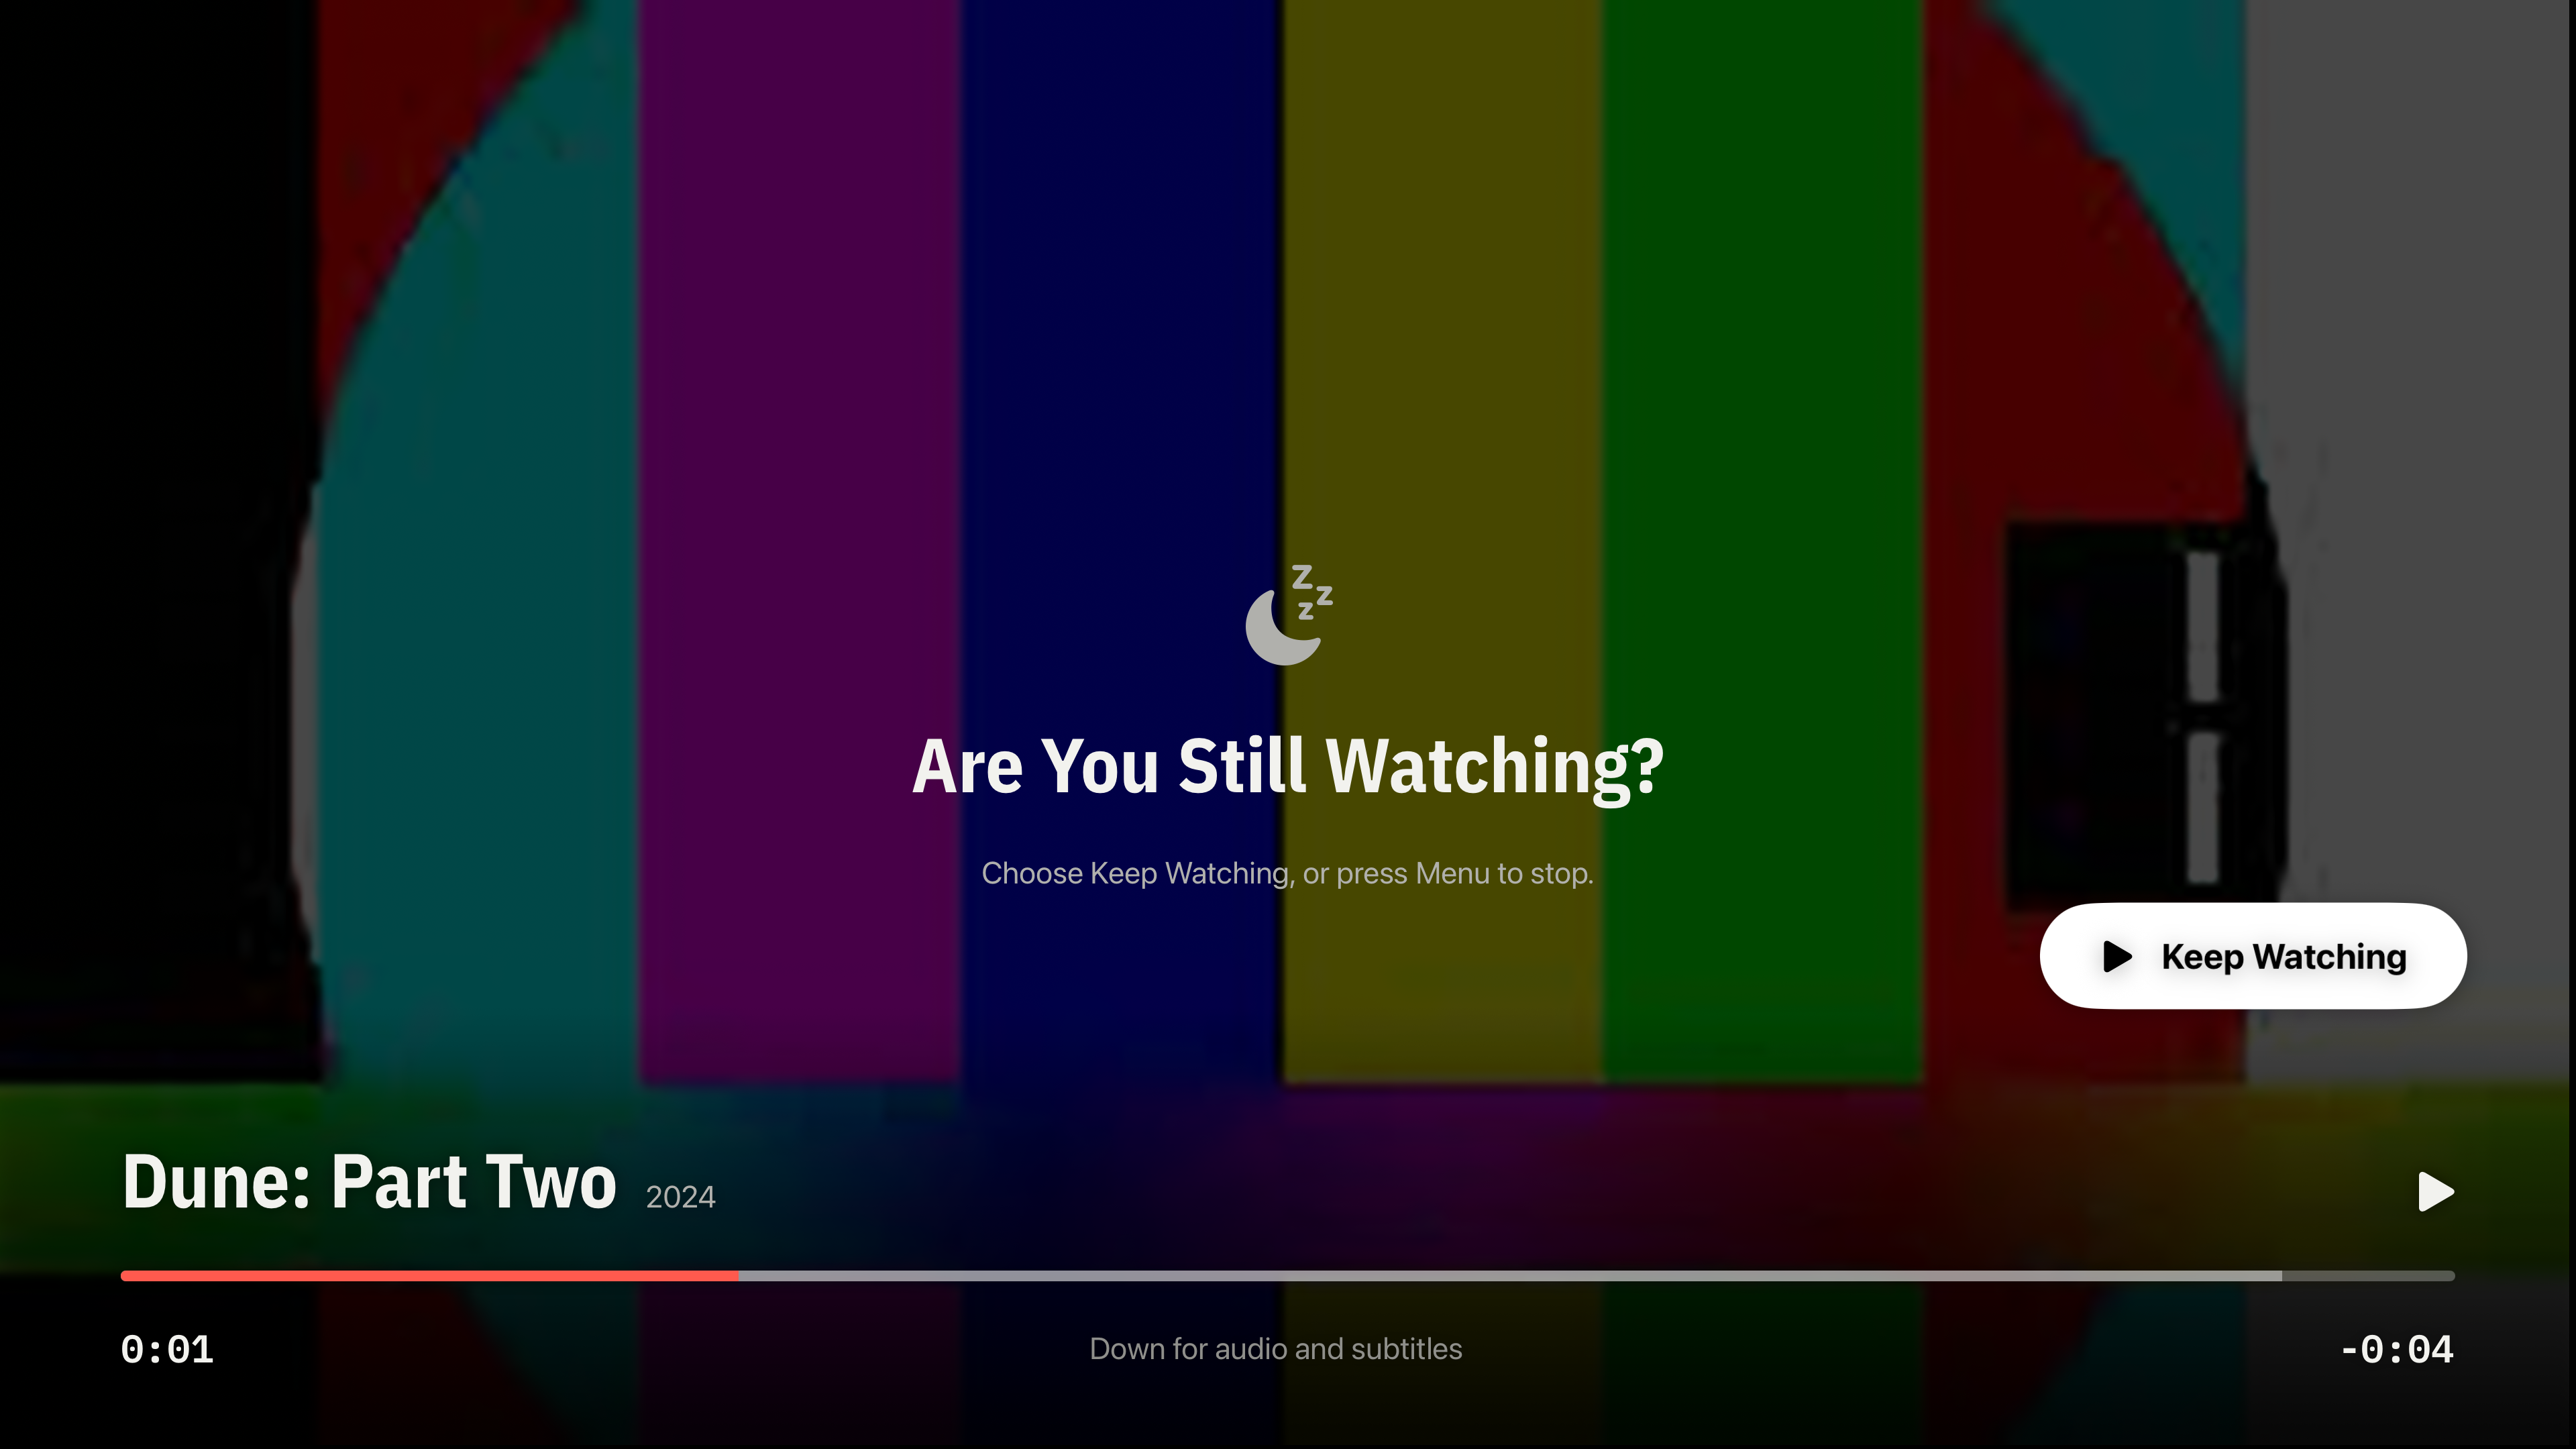 z z z
Are You Still Watching?
Choose Keep Watching, or press Menu to stop.
Keep Watching
Dune: Part Two 2024
0:01 Down for audio and subtitles -0:04